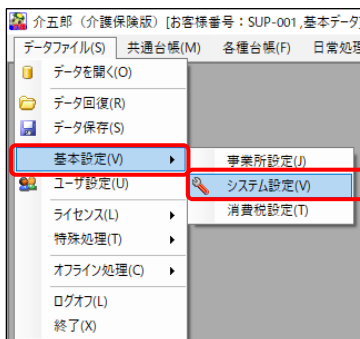 介五郎（介護保険版）[お客様番号：SUP-001 ,基本データ]
データファイル(S) 共通台帳(M) 各種台帳(F) 日常処理
データを開く(O)
データ回復(R)
データ保存(S)
基本設定(V)
事業所設定(J)
ユーザ設定(U)
システム設定(V)
ライセンス(L)
消費税設定(T)
特殊処理(T)
オフライン処理(C)
ログオフ(L)
終了(X)